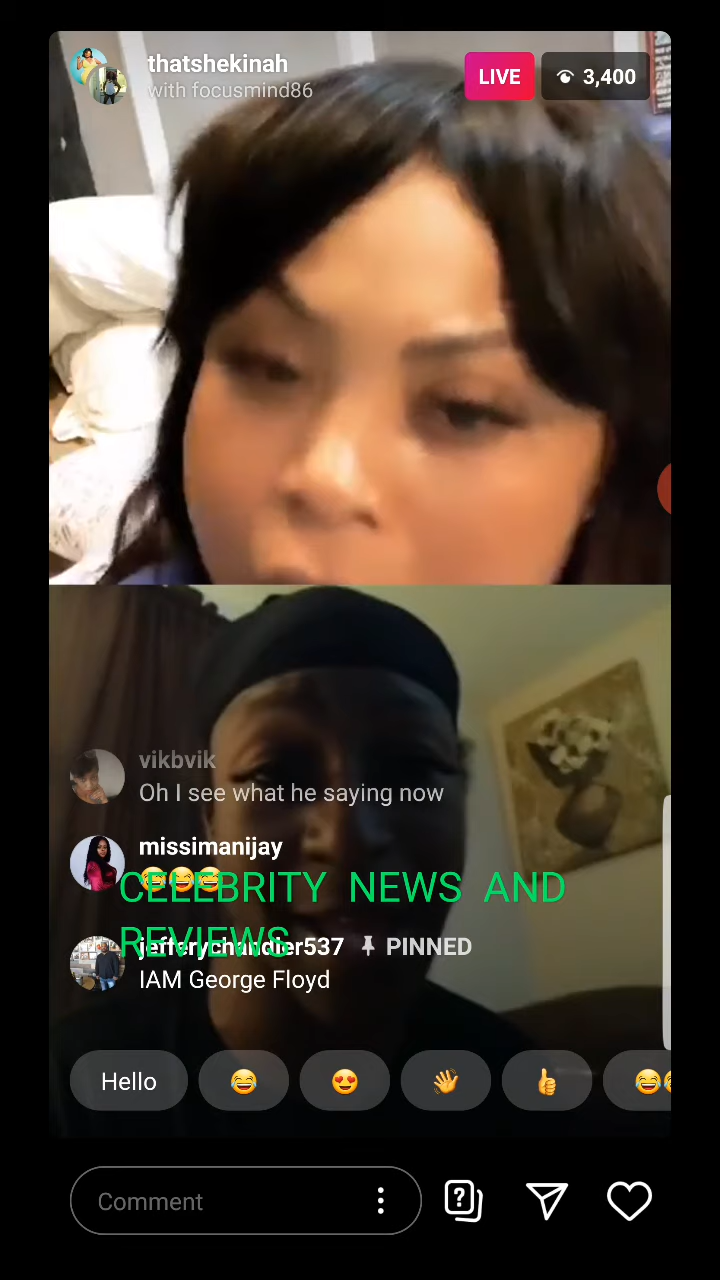 thatshekinah
with focusmind86
LIVE
3,400
vikbvik
Oh I see what he saying now
missimanijay
😂😂😂
CELEBRITY NEWS AND
REVIEWS
jefferychandler537 PINNED
IAM George Floyd
Hello 😂 😍 👋 👍 😂
Comment